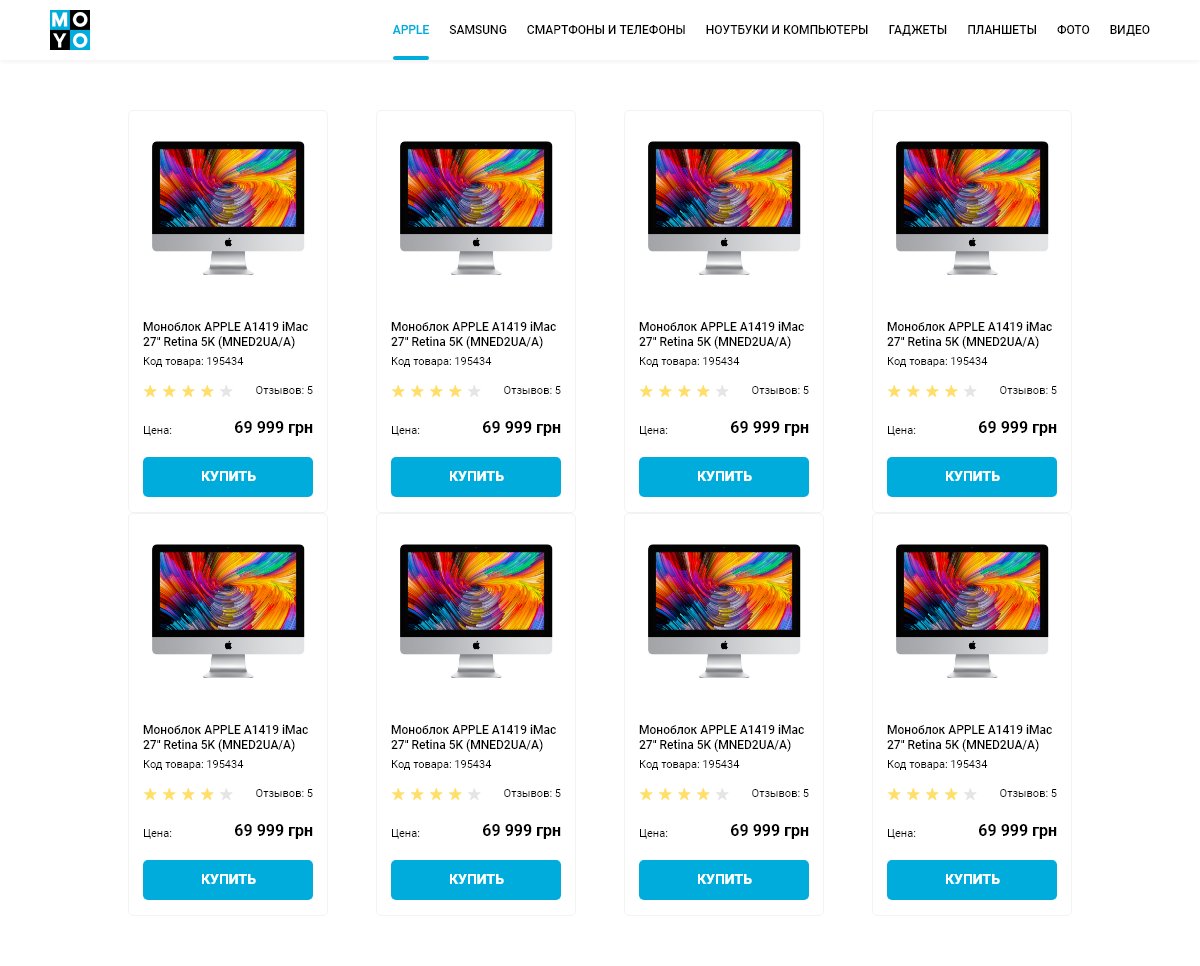 MO
YO
APPLE SAMSUNG СМАРТФОНЫ И ТЕЛЕФОНЫ НОУТБУКИ И КОМПЬЮТЕРЫ ГАДЖЕТЫ ПЛАНШЕТЫ ФОТО ВИДЕО
Моноблок APPLE A1419 iMac
27" Retina 5K (MNED2UA/A)
Код товара: 195434
Отзывов: 5
Цена: 69 999 грн
КУПИТЬ
Моноблок APPLE A1419 iMac
27" Retina 5K (MNED2UA/A)
Код товара: 195434
Отзывов: 5
Цена: 69 999 грн
КУПИТЬ
Моноблок APPLE A1419 iMac
27" Retina 5K (MNED2UA/A)
Код товара: 195434
Отзывов: 5
Цена: 69 999 грн
КУПИТЬ
Моноблок APPLE A1419 iMac
27" Retina 5K (MNED2UA/A)
Код товара: 195434
Отзывов: 5
Цена: 69 999 грн
КУПИТЬ
Моноблок APPLE A1419 iMac
27" Retina 5K (MNED2UA/A)
Код товара: 195434
Отзывов: 5
Цена: 69 999 грн
КУПИТЬ
Моноблок APPLE A1419 iMac
27" Retina 5K (MNED2UA/A)
Код товара: 195434
Отзывов: 5
Цена: 69 999 грн
КУПИТЬ
Моноблок APPLE A1419 iMac
27" Retina 5K (MNED2UA/A)
Код товара: 195434
Отзывов: 5
Цена: 69 999 грн
КУПИТЬ
Моноблок APPLE A1419 iMac
27" Retina 5K (MNED2UA/A)
Код товара: 195434
Отзывов: 5
Цена: 69 999 грн
КУПИТЬ